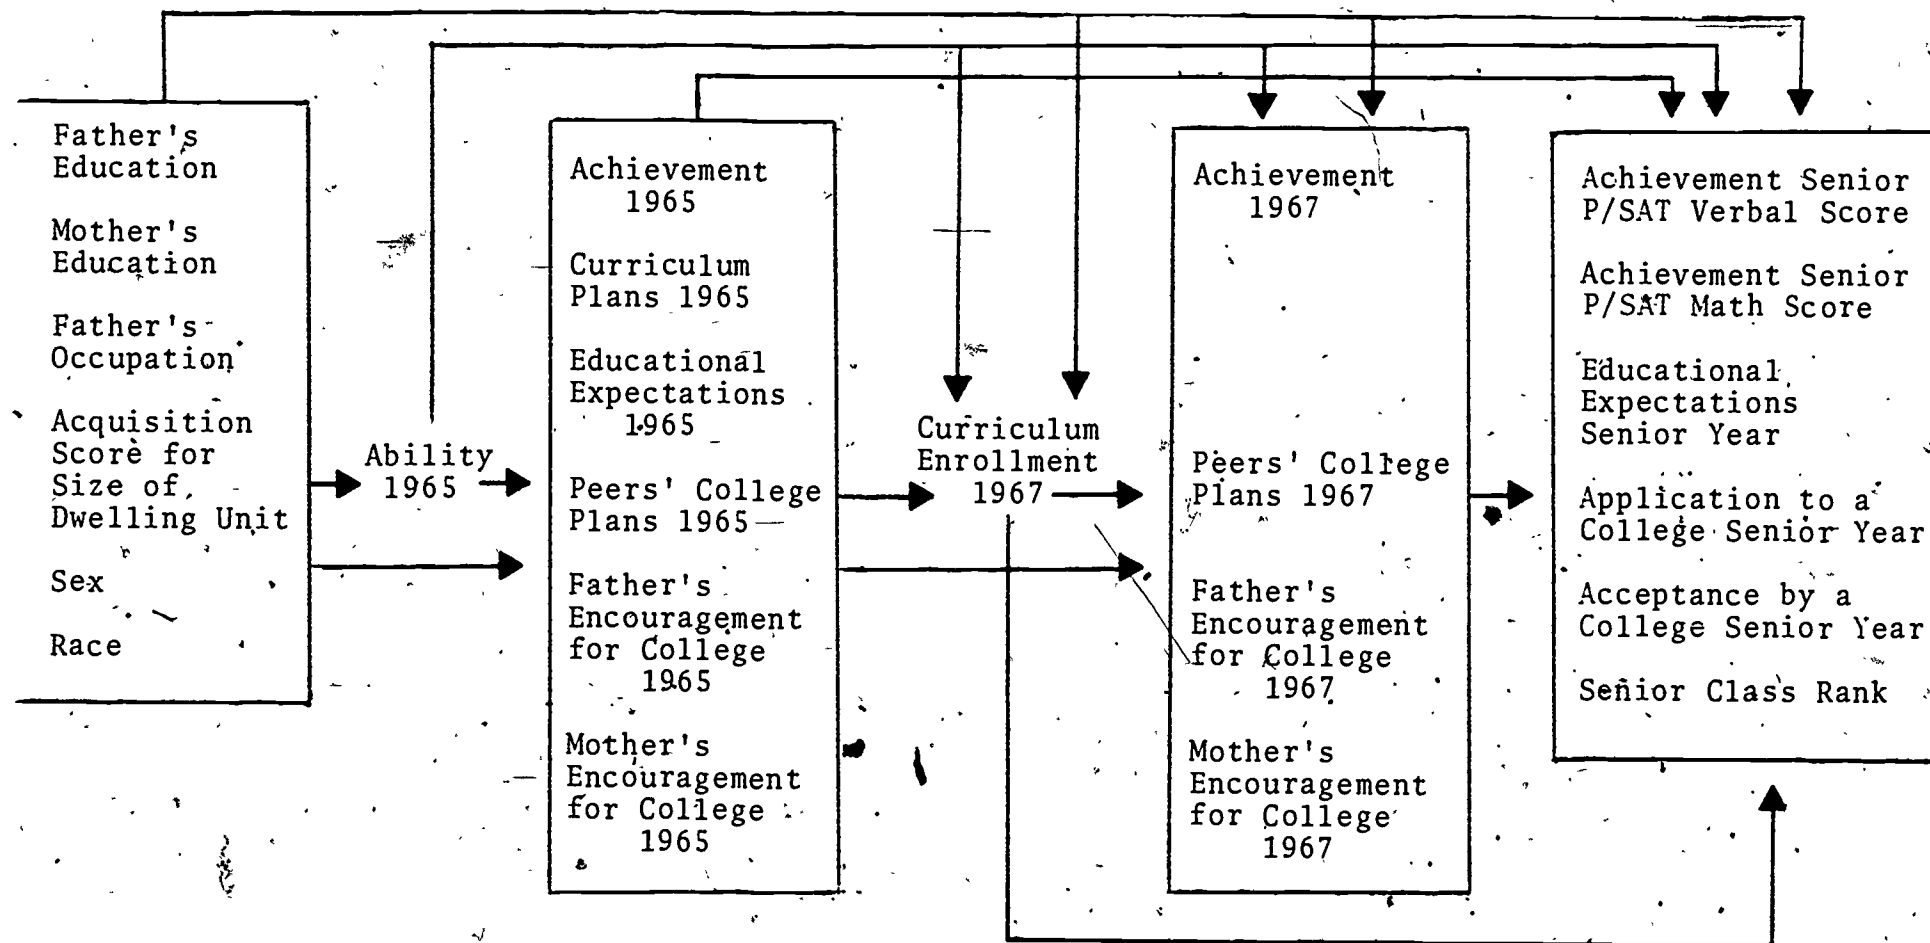 Father's
Education
Mother's
Education
Father's
Occupation
Acquisition
Score for
Size of
Dwelling Unit
Sex
Race
Ability
1965
Achievement
1965
Curriculum
Plans 1965
Educational
Expectations
1965
Peers' College
Plans 1965
Father's
Encouragement
for College
1965
Mother's
Encouragement
for College
1965
Curriculum
Enrollment
1967
Achievement
1967
Peers' College
Plans 1967
Father's
Encouragement
for College
1967
Mother's
Encouragement
for College
1967
Achievement Senior
P/SAT Verbal Score
Achievement Senior
P/SAT Math Score
Educational
Expectations
Senior Year
Application to a
College Senior Year
Acceptance by a
College Senior Year
Senior Class Rank